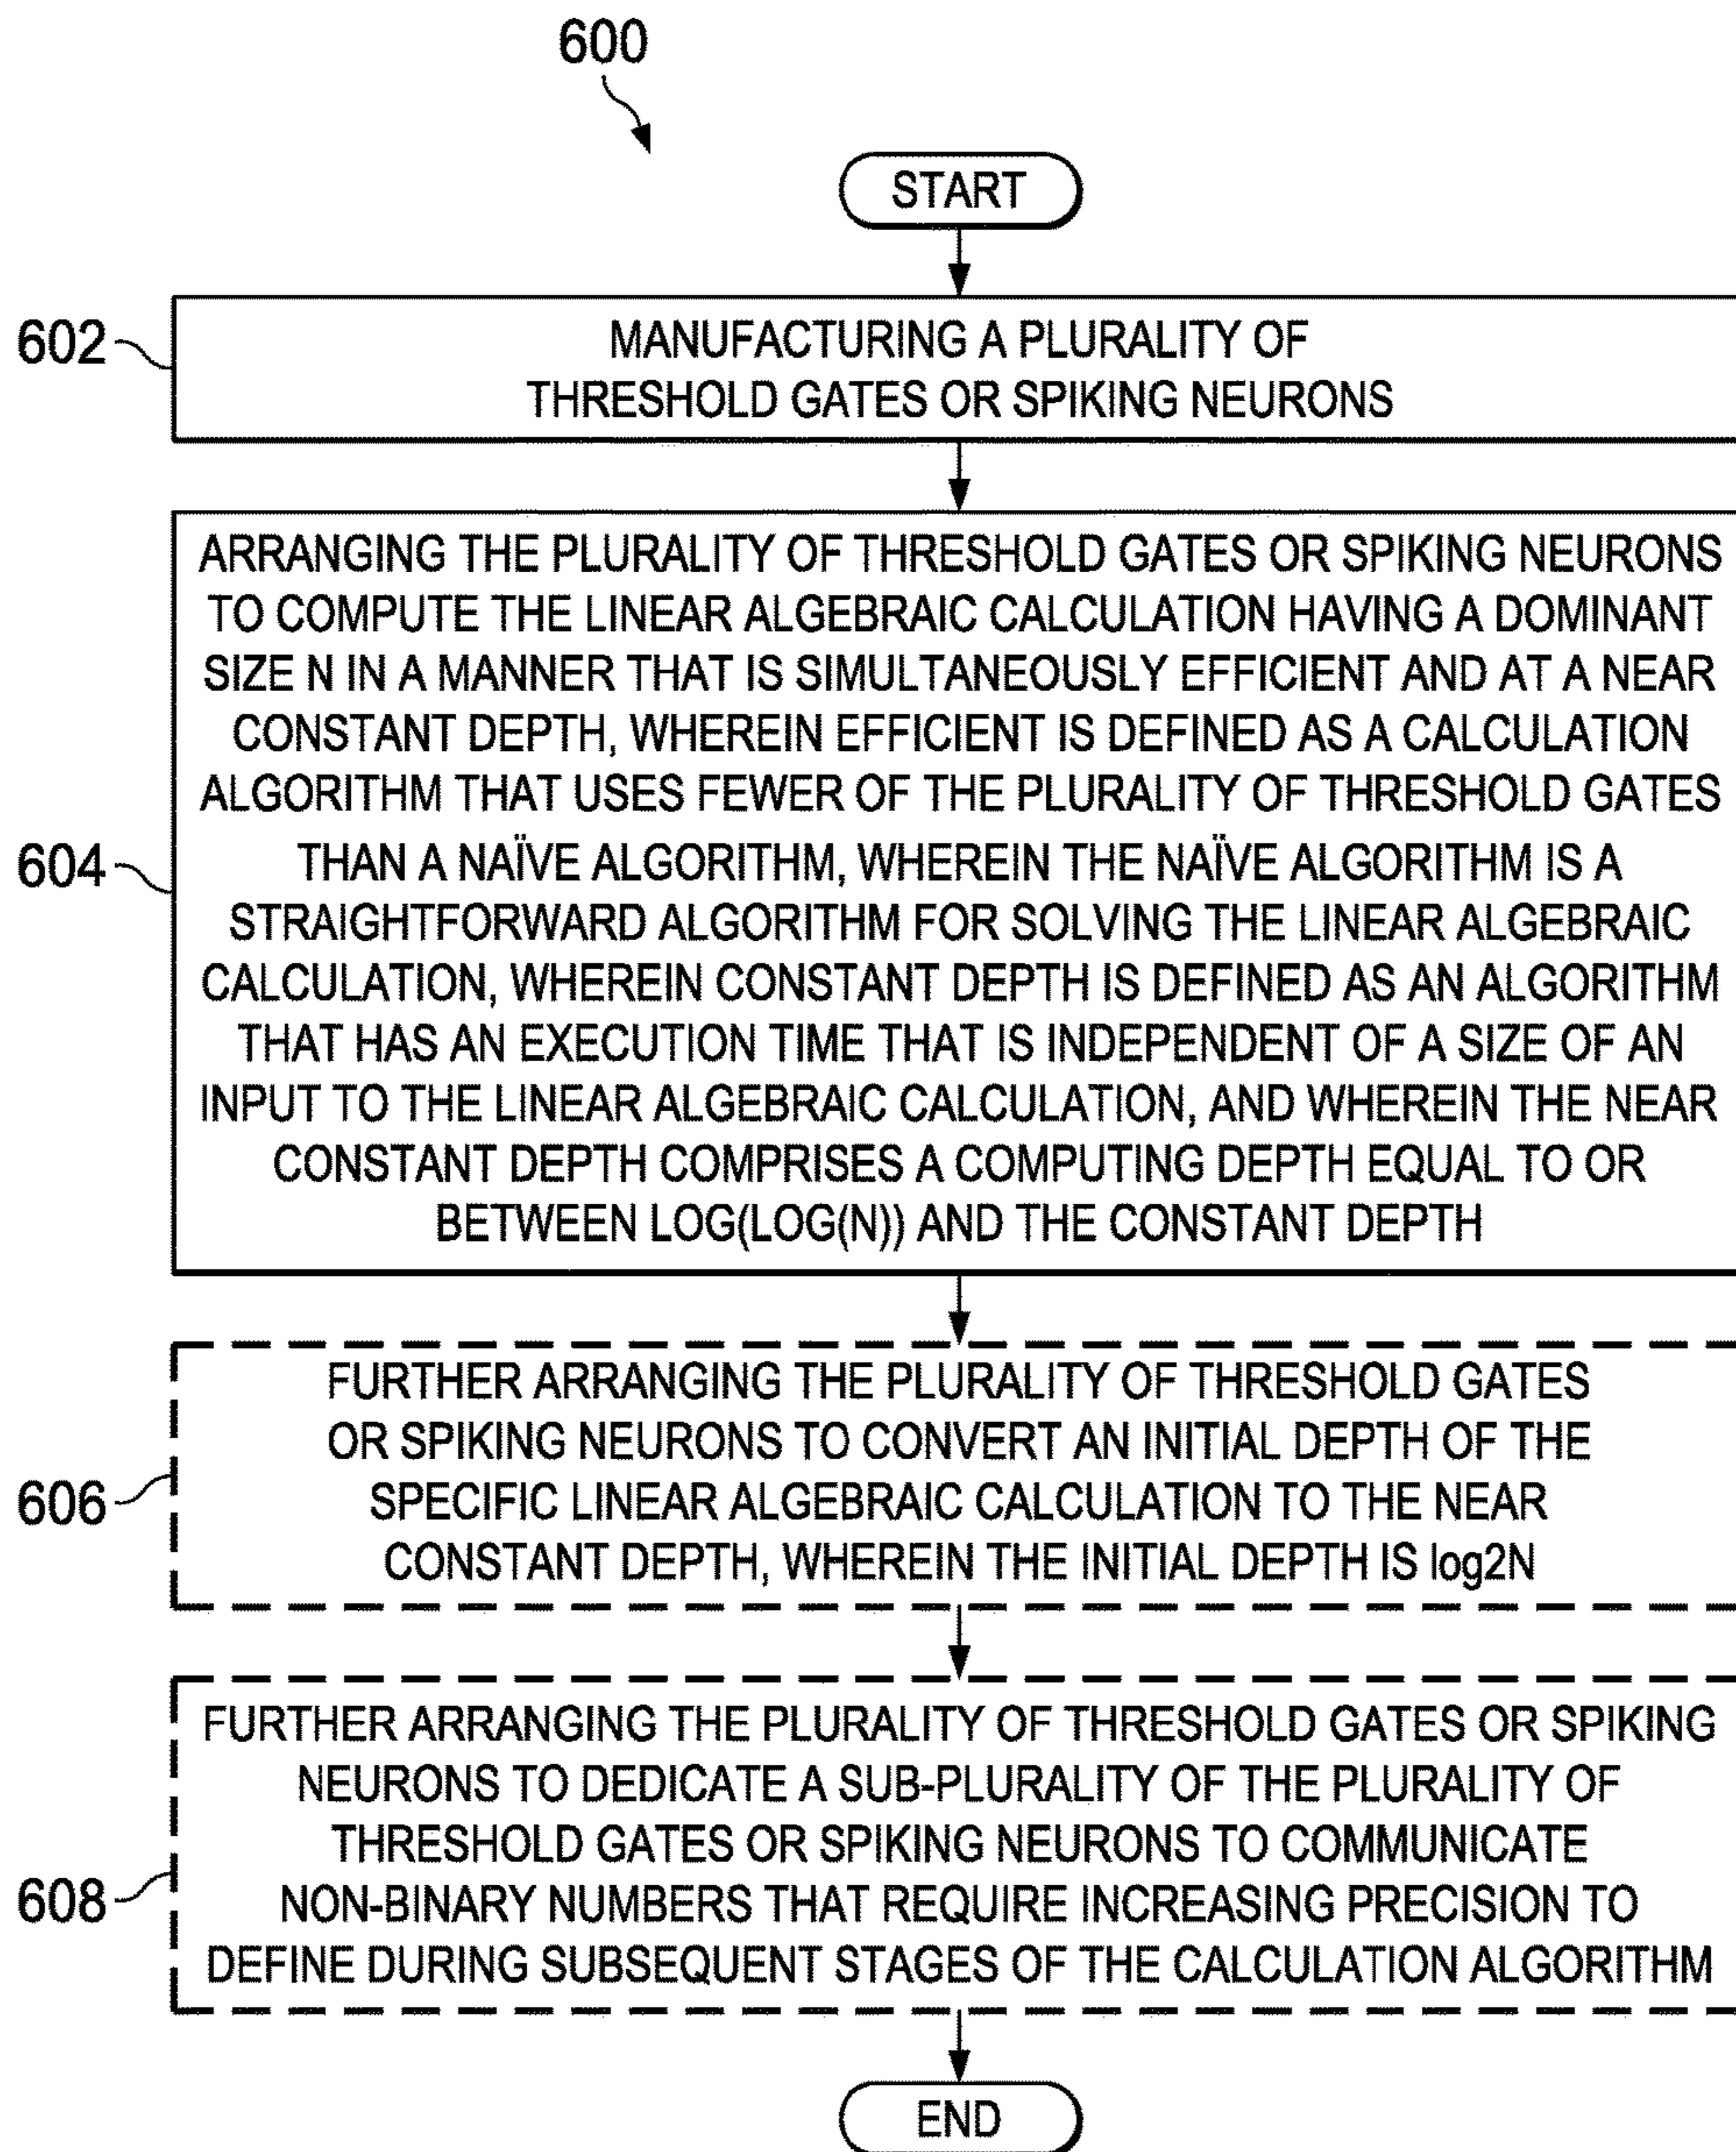 600
START
602
MANUFACTURING A PLURALITY OF
THRESHOLD GATES OR SPIKING NEURONS
604
ARRANGING THE PLURALITY OF THRESHOLD GATES OR SPIKING NEURONS
TO COMPUTE THE LINEAR ALGEBRAIC CALCULATION HAVING A DOMINANT
SIZE N IN A MANNER THAT IS SIMULTANEOUSLY EFFICIENT AND AT A NEAR
CONSTANT DEPTH, WHEREIN EFFICIENT IS DEFINED AS A CALCULATION
ALGORITHM THAT USES FEWER OF THE PLURALITY OF THRESHOLD GATES
THAN A NAÏVE ALGORITHM, WHEREIN THE NAÏVE ALGORITHM IS A
STRAIGHTFORWARD ALGORITHM FOR SOLVING THE LINEAR ALGEBRAIC
CALCULATION, WHEREIN CONSTANT DEPTH IS DEFINED AS AN ALGORITHM
THAT HAS AN EXECUTION TIME THAT IS INDEPENDENT OF A SIZE OF AN
INPUT TO THE LINEAR ALGEBRAIC CALCULATION, AND WHEREIN THE NEAR
CONSTANT DEPTH COMPRISES A COMPUTING DEPTH EQUAL TO OR
BETWEEN LOG(LOG(N)) AND THE CONSTANT DEPTH
606
FURTHER ARRANGING THE PLURALITY OF THRESHOLD GATES
OR SPIKING NEURONS TO CONVERT AN INITIAL DEPTH OF THE
SPECIFIC LINEAR ALGEBRAIC CALCULATION TO THE NEAR
CONSTANT DEPTH, WHEREIN THE INITIAL DEPTH IS log2N
608
FURTHER ARRANGING THE PLURALITY OF THRESHOLD GATES OR SPIKING
NEURONS TO DEDICATE A SUB-PLURALITY OF THE PLURALITY OF
THRESHOLD GATES OR SPIKING NEURONS TO COMMUNICATE
NON-BINARY NUMBERS THAT REQUIRE INCREASING PRECISION TO
DEFINE DURING SUBSEQUENT STAGES OF THE CALCULATION ALGORITHM
END